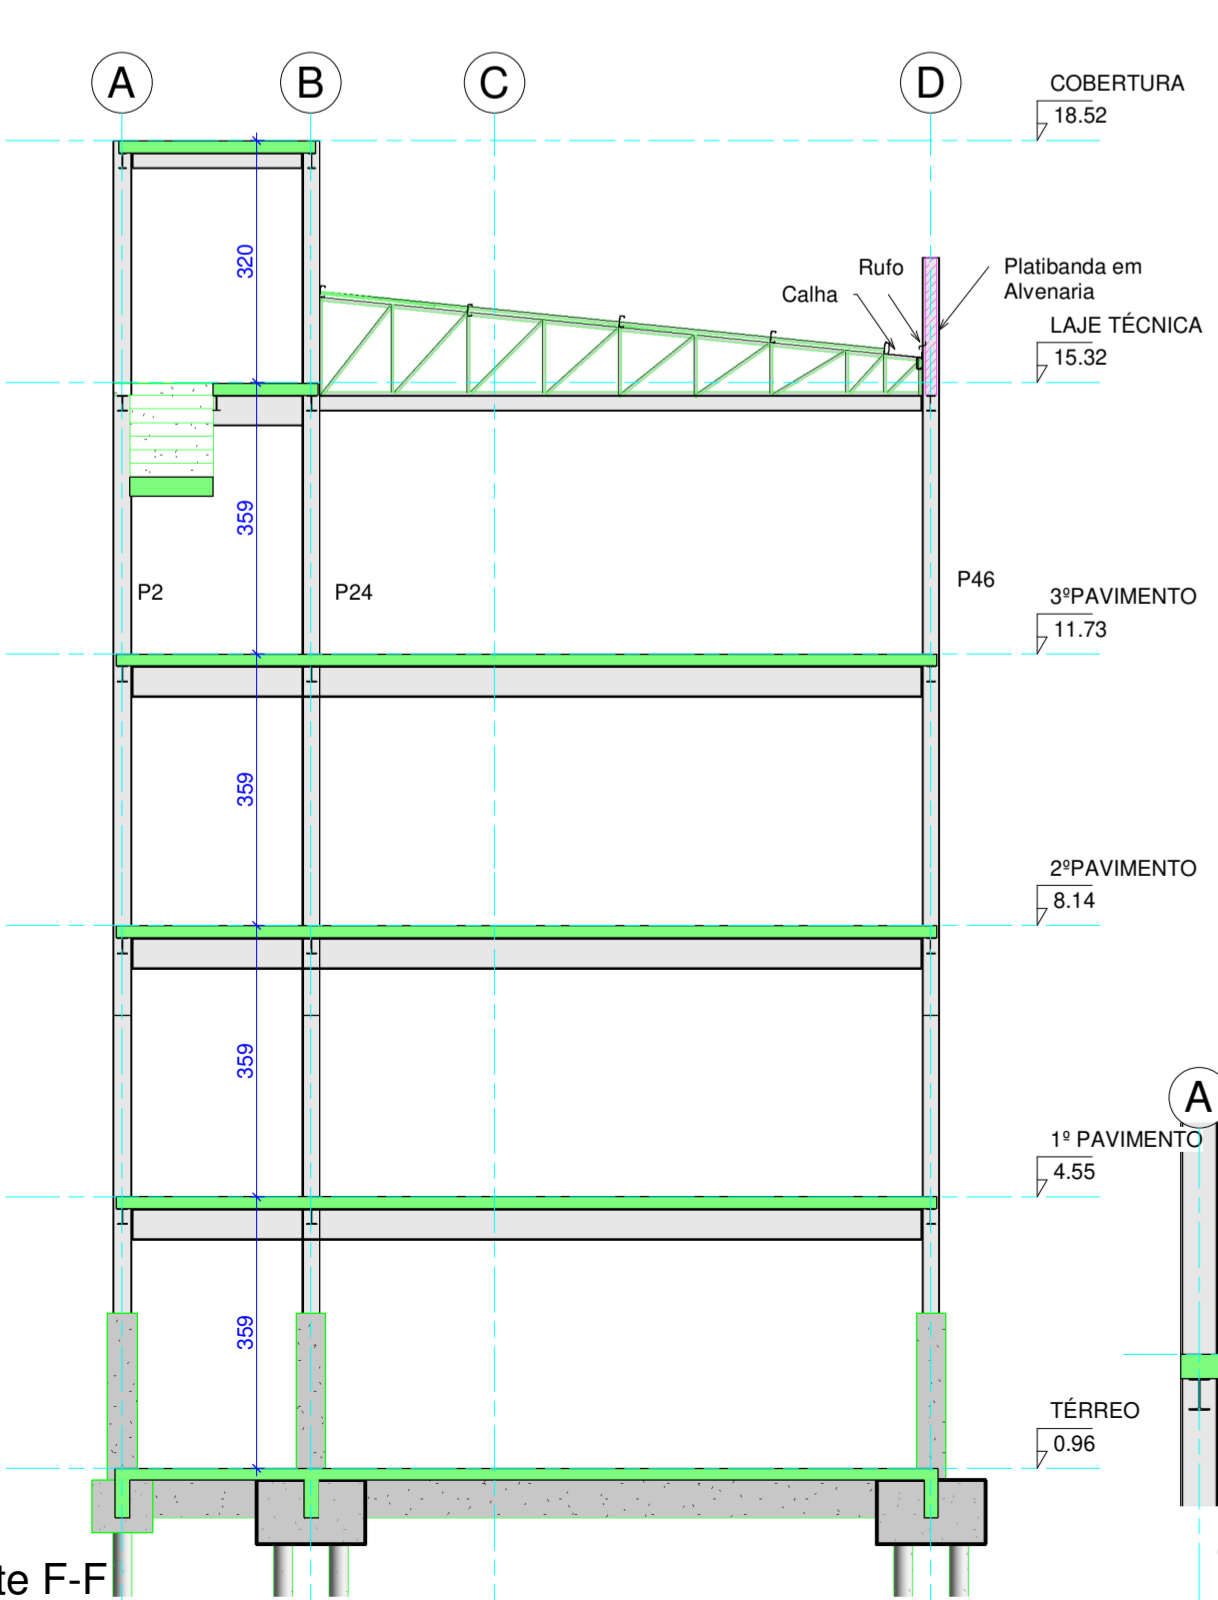 A
B
C
D
COBERTURA
18.52
320
Rufo
Calha
Platibanda em
Alvenaria
LAJE TÉCNICA
15.32
359
P2
P24
P46
3ºPAVIMENTO
11.73
359
2ºPAVIMENTO
8.14
359
A
1º PAVIMENTO
4.55
359
TÉRREO
0.96
te F-F